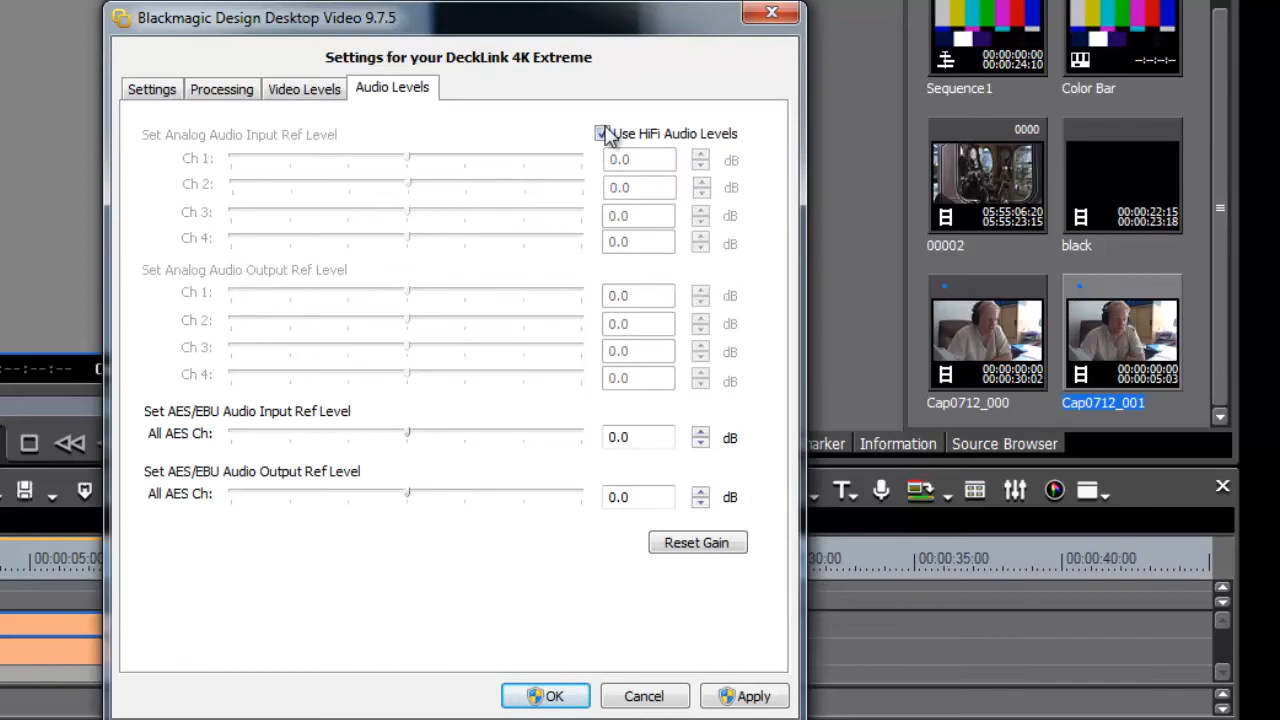 Blackmagic Design Desktop Video 9.7.5
Settings for your DeckLink 4K Extreme
Settings
Processing
Video Levels
Audio Levels
Set Analog Audio Input Ref Level
Use HiFi Audio Levels
Ch 1:
0.0
dB
Ch 2:
0.0
dB
Ch 3:
0.0
dB
Ch 4:
0.0
dB
Set Analog Audio Output Ref Level
Ch 1:
0.0
dB
Ch 2:
0.0
dB
Ch 3:
0.0
dB
Ch 4:
0.0
dB
Set AES/EBU Audio Input Ref Level
All AES Ch:
0.0
dB
Set AES/EBU Audio Output Ref Level
All AES Ch:
0.0
dB
Reset Gain
OK
Cancel
Apply
00:00:00:00
00:00:24:10
Sequence1
--:--:--:--
Color Bar
0000
05:55:06:20
05:55:23:15
00002
00:00:22:15
00:00:23:18
black
00:00:00:00
00:00:30:02
Cap0712_000
00:00:00:00
00:00:05:03
Cap0712_001
arker
Information
Source Browser
00:00:05:00
30:00
00:00:35:00
00:00:40:00